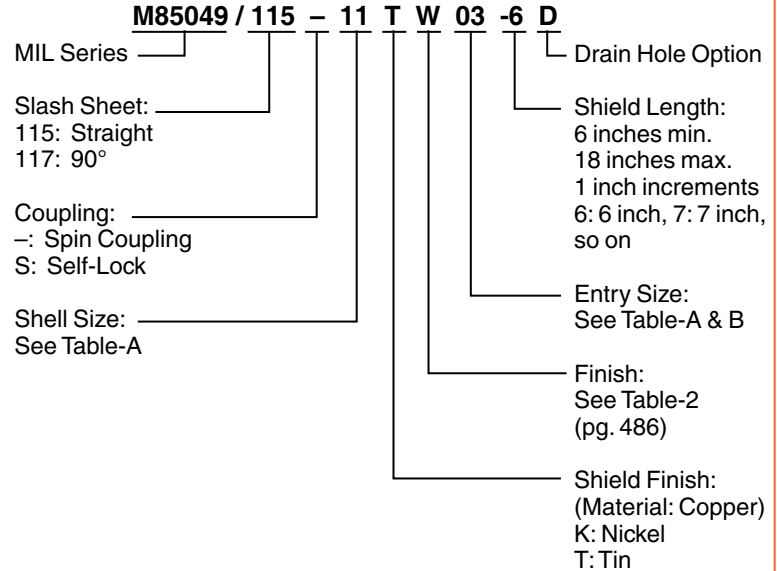 M85049 / 115 – 11 T W 03 -6 D
MIL Series
Slash Sheet:
115: Straight
117: 90°
Coupling:
–: Spin Coupling
S: Self-Lock
Shell Size:
See Table-A
Drain Hole Option
Shield Length:
6 inches min.
18 inches max.
1 inch increments
6: 6 inch, 7: 7 inch,
so on
Entry Size:
See Table-A & B
Finish:
See Table-2
(pg. 486)
Shield Finish:
(Material: Copper)
K: Nickel
T: Tin